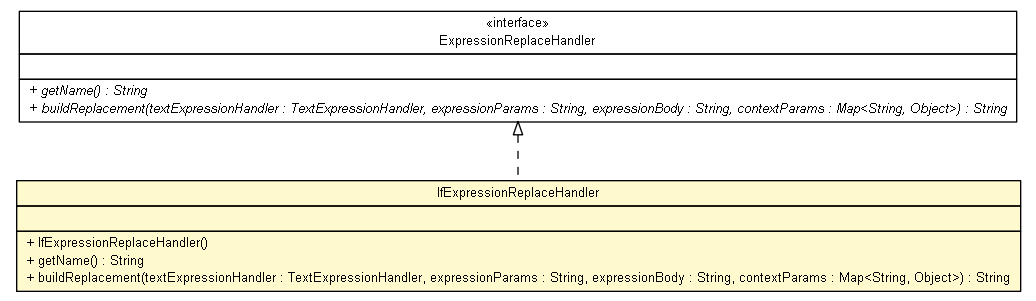 «interface»
ExpressionReplaceHandler
+ getName() : String
+ buildReplacement(textExpressionHandler : TextExpressionHandler, expressionParams : String, expressionBody : String, contextParams : Map<String, Object>) : String
IfExpressionReplaceHandler
+ IfExpressionReplaceHandler()
+ getName() : String
+ buildReplacement(textExpressionHandler : TextExpressionHandler, expressionParams : String, expressionBody : String, contextParams : Map<String, Object>) : String